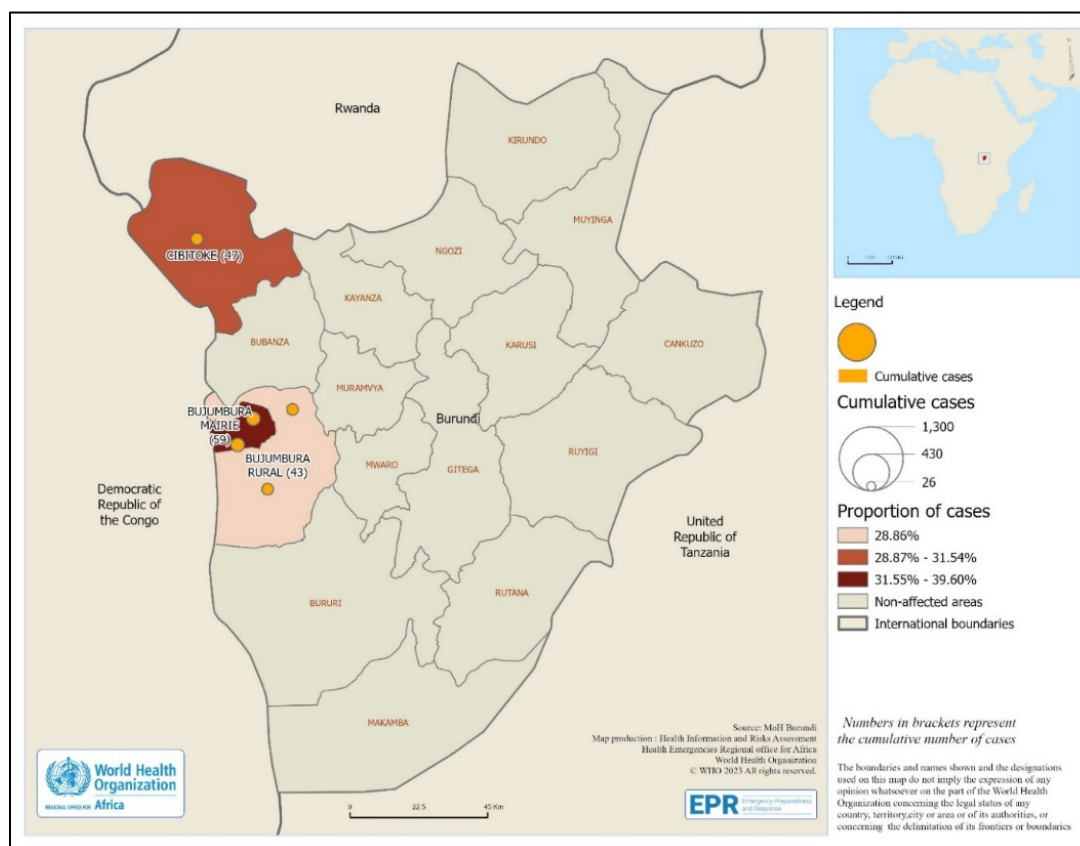 Rwanda
KIRUNDO
MUYINGA
NGOZI
CIBITOKE (47)
KAYANZA
BUBANZA
KARUSI
CANKUZO
MURAMVYA
BUJUMBURA
MAIRIE
(59)
Burundi
BUJUMBURA
RURAL (43)
MWARO
GITEGA
RUYIGI
Democratic
Republic of
the Congo
United
Republic of
Tanzania
BURURI
RUTANA
MAKAMBA
Source: MoH Burundi
Map production : Health Information and Risks Assessment
Health Emergencies Regional office for Africa
World Health Orgaanization
© WHO 2023 All rights reserved.
World Health
Organization
REGIONAL OFFICE FOR Africa
0 22.5 45 Km
EPR Emergency Preparedness
and Response
Legend
Cumulative cases
Cumulative cases
1,300
430
26
Proportion of cases
28.86%
28.87% - 31.54%
31.55% - 39.60%
Non-affected areas
International boundaries
Numbers in brackets represent
the cumulative number of cases
The boundaries and names shown and the designations
used on this map do not imply the expression of any
opinion whatsoever on the part of the World Health
Organization concerning the legal status of any
country, territory,city or area or of its authorities, or
concerning the delimitation of its frontiers or boundaries